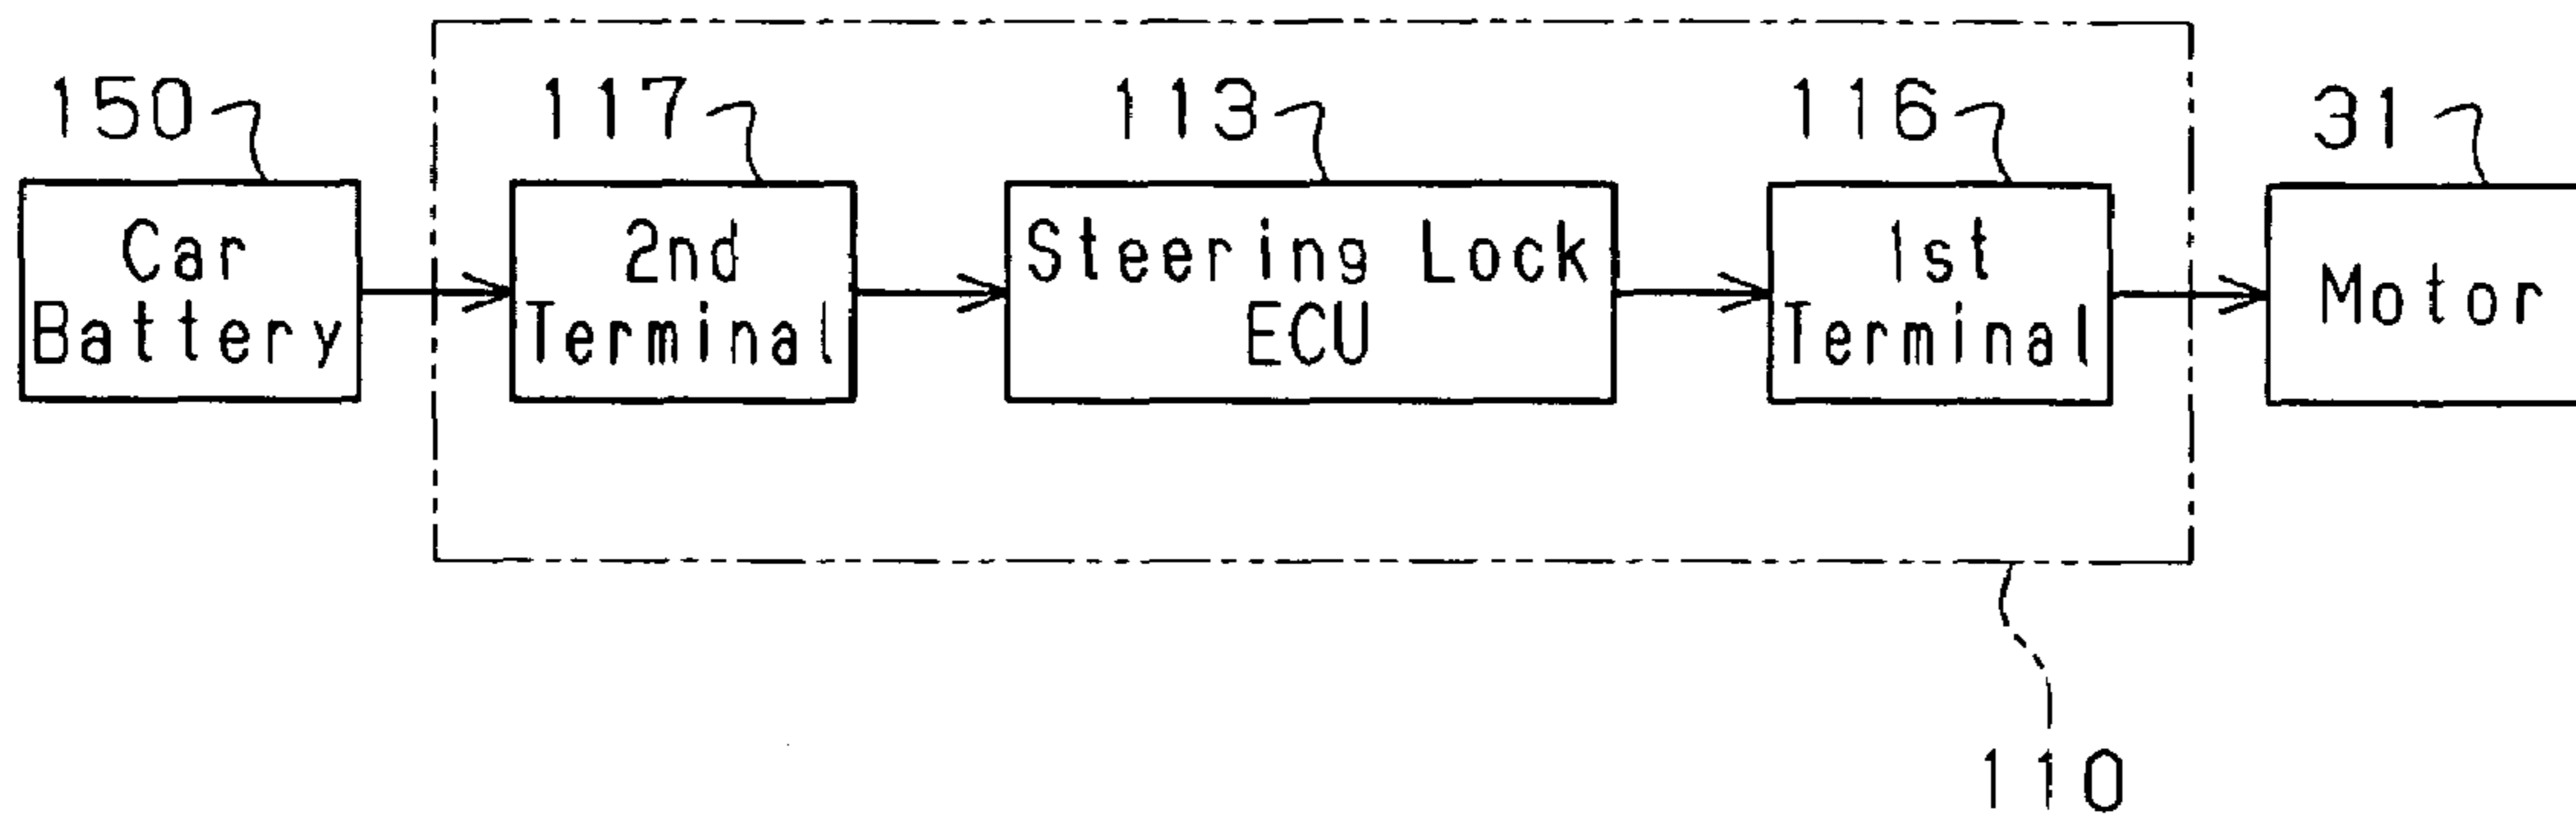 150 117 113 116 31
Car 2nd Steering Lock 1st Motor
Battery Terminal ECU Terminal
110